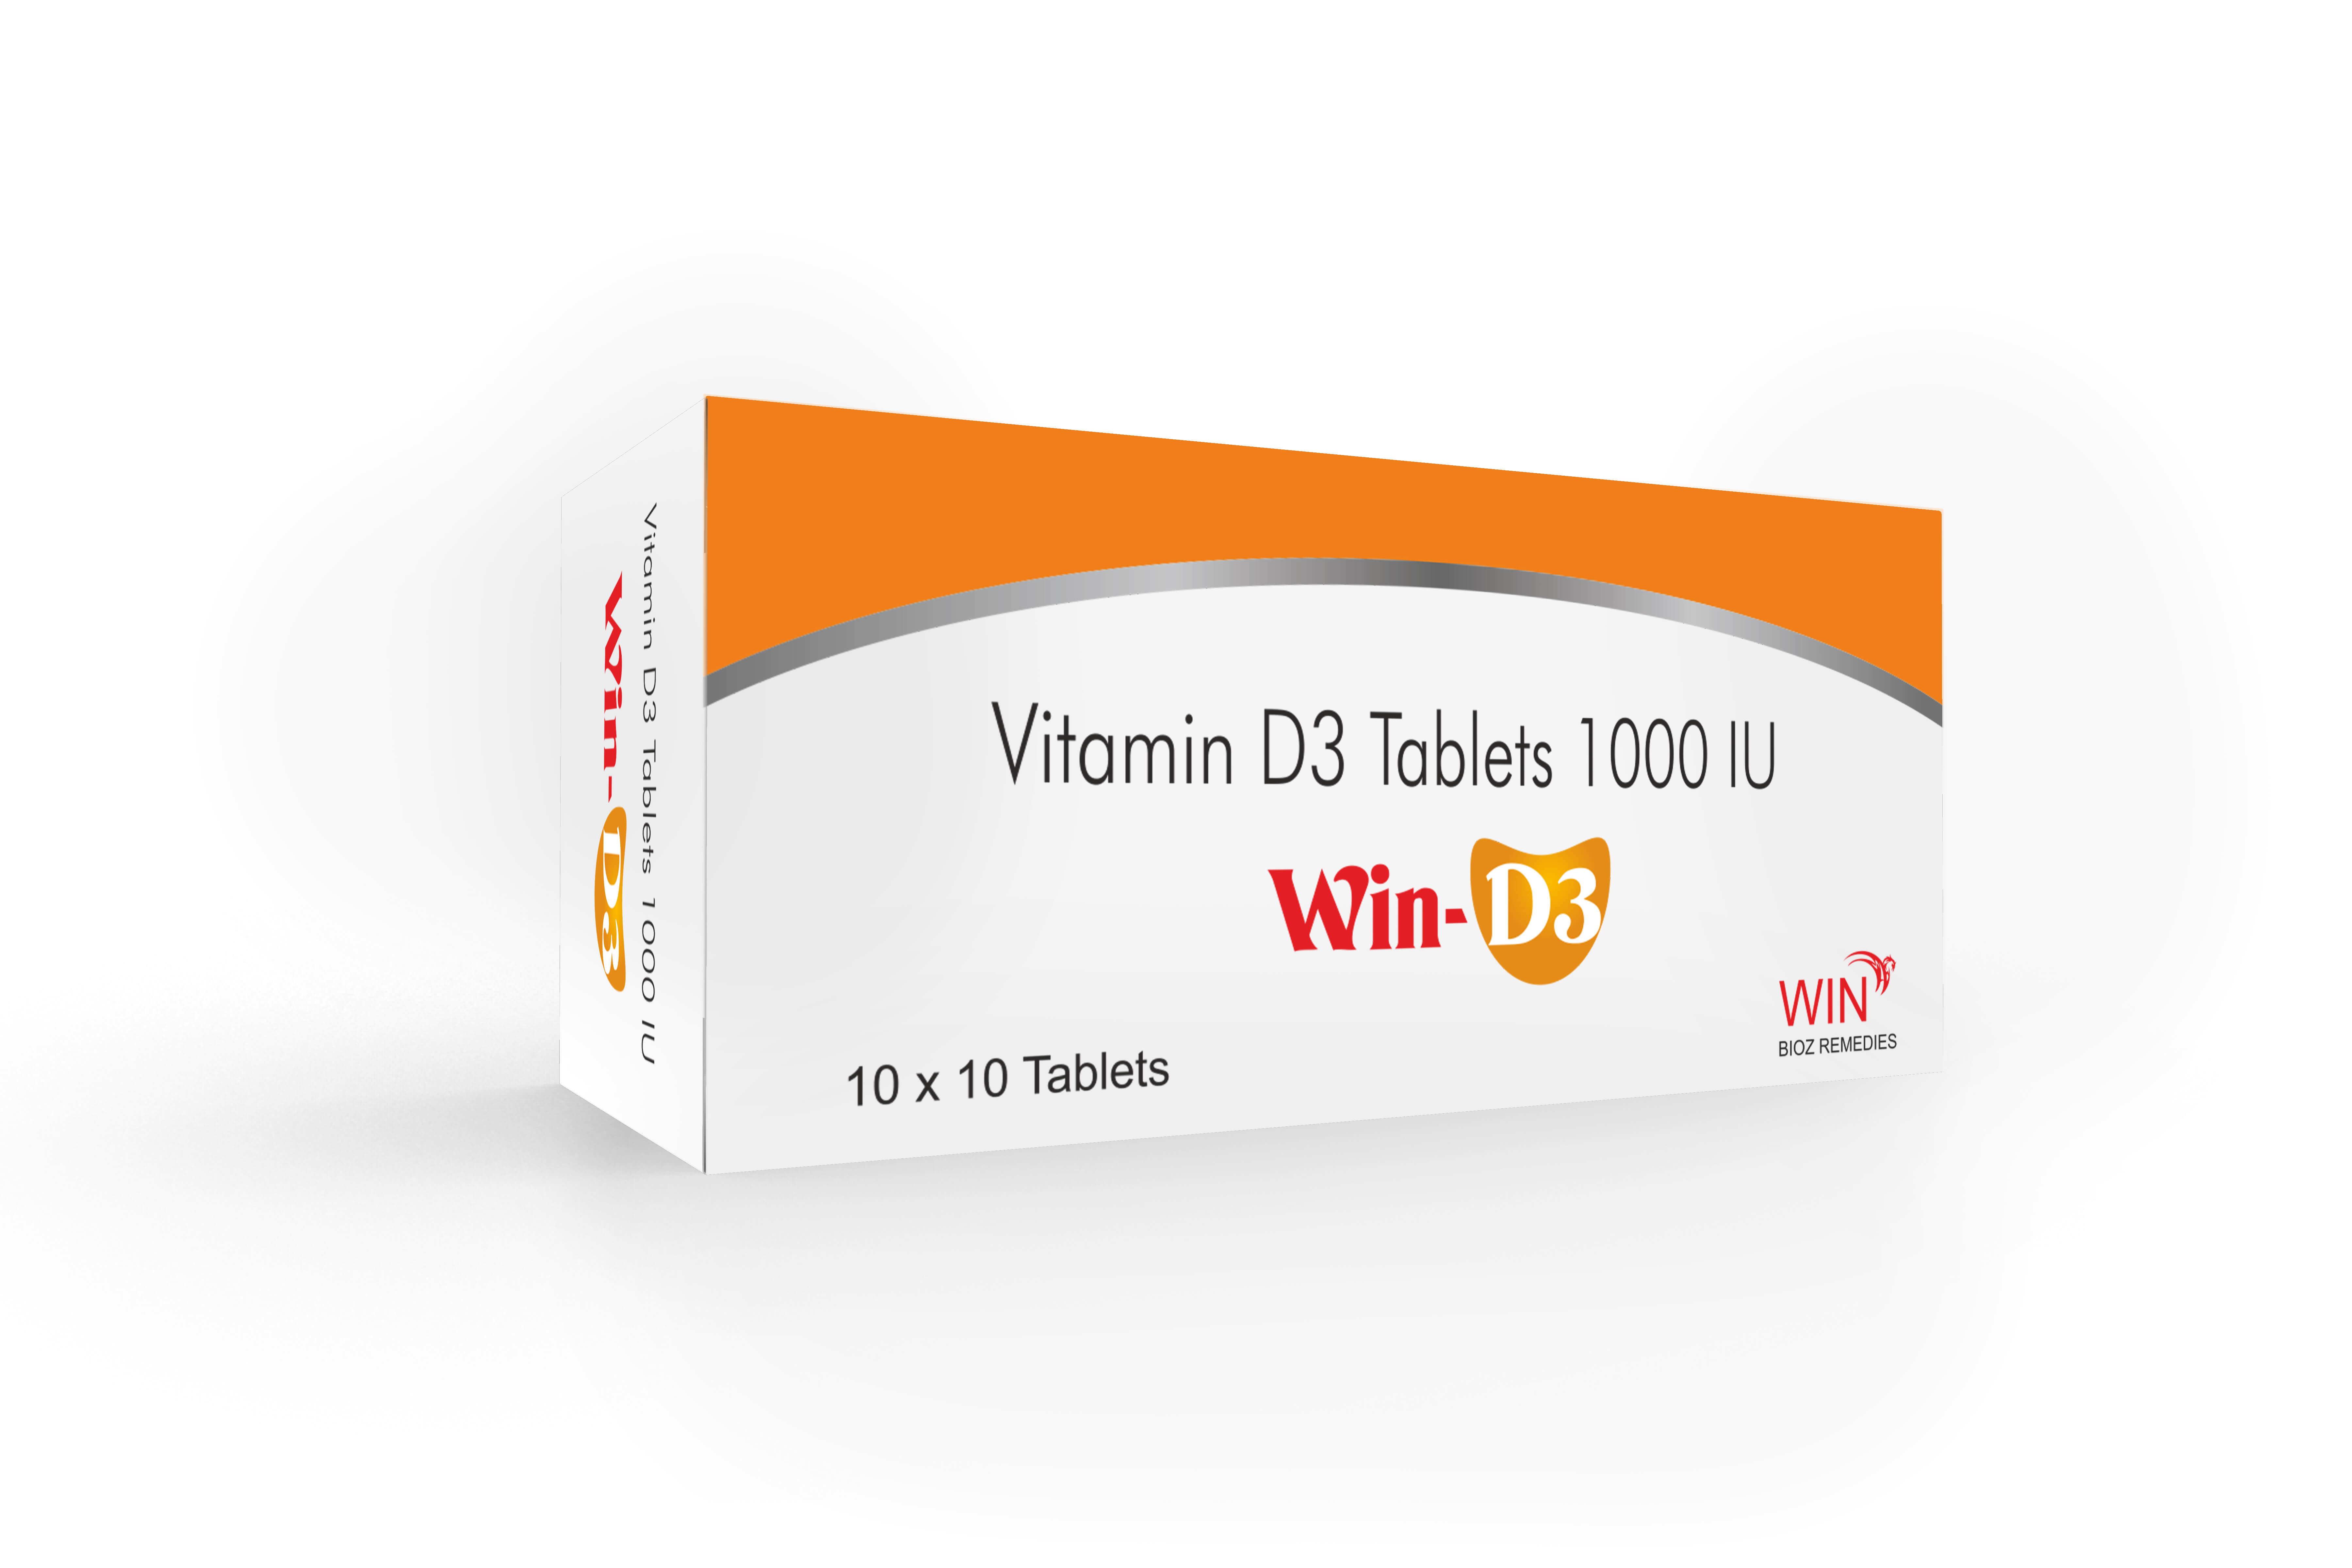 Vitamin D3 Tablets 1000 IU
Win-D3
Vitamin D3 Tablets 1000 IU
Win-D3
10 x 10 Tablets
WIN
BIOZ REMEDIES